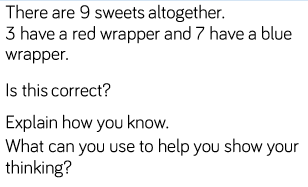 There are 9 sweets altogether.
3 have a red wrapper and 7 have a blue
wrapper.
Is this correct?
Explain how you know.
What can you use to help you show your
thinking?